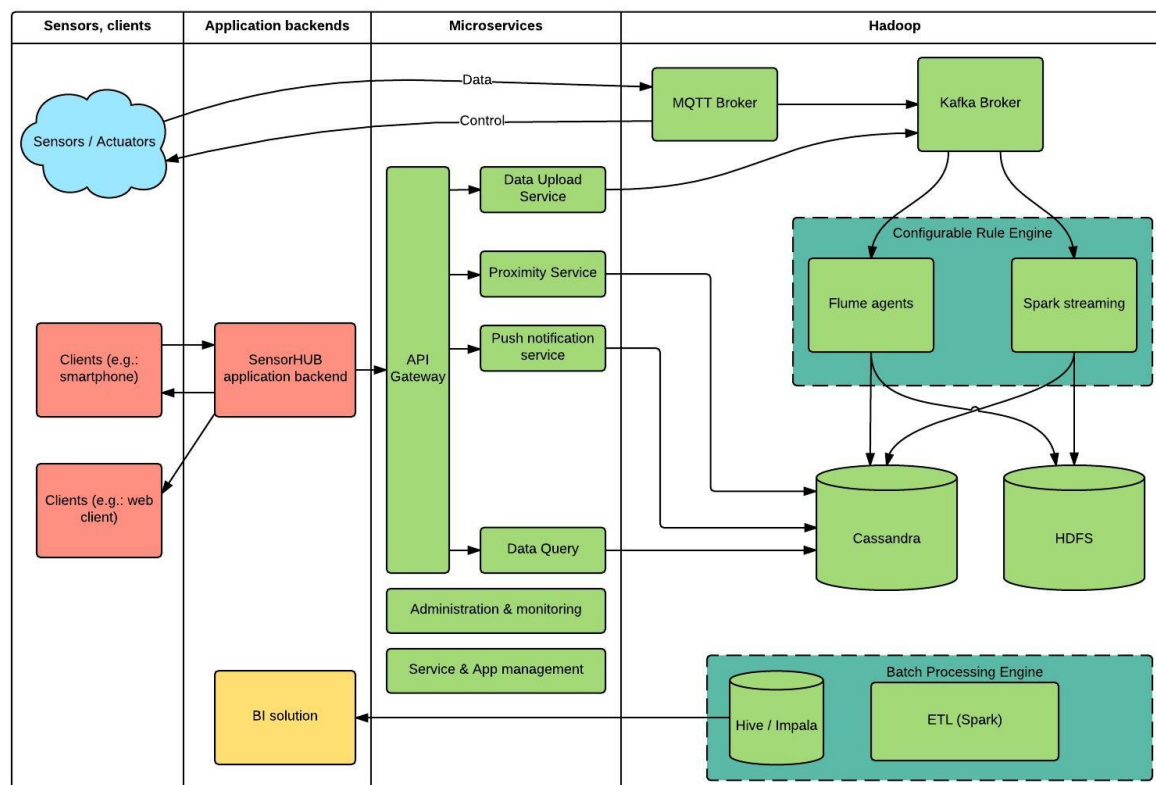 Sensors, clients
Application backends
Microservices
Hadoop
Data
Control
Sensors / Actuators
MQTT Broker
Kafka Broker
Data Upload
Service
Configurable Rule Engine
Proximity Service
Flume agents
Spark streaming
Clients (e.g.:
smartphone)
SensorHUB
application backend
API
Gateway
Push notification
service
Clients (e.g.: web
client)
Data Query
Cassandra
HDFS
Administration & monitoring
Service & App management
Batch Processing Engine
BI solution
Hive / Impala
ETL (Spark)